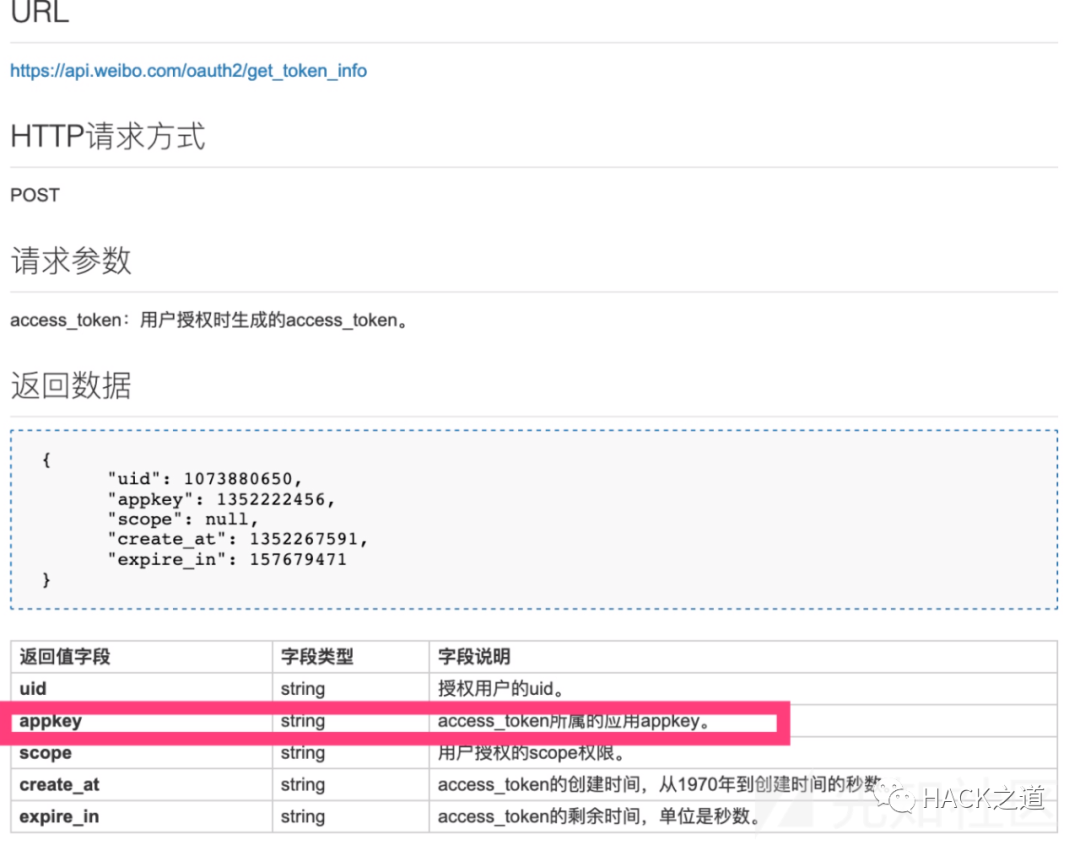 URL
https://api.weibo.com/oauth2/get_token_info
HTTP请求方式
POST
请求参数
access_token：用户授权时生成的access_token。
返回数据
{
"uid": 1073880650,
"appkey": 1352222456,
"scope": null,
"create_at": 1352267591,
"expire_in": 157679471
}
返回值字段 字段类型 字段说明
uid string 授权用户的uid。
appkey string access_token所属的应用appkey。
scope string 用户授权的scope权限。
create_at string access_token的创建时间，从1970年到创建时间的秒数
expire_in string access_token的剩余时间，单位是秒数。
先知社区
HACK之道